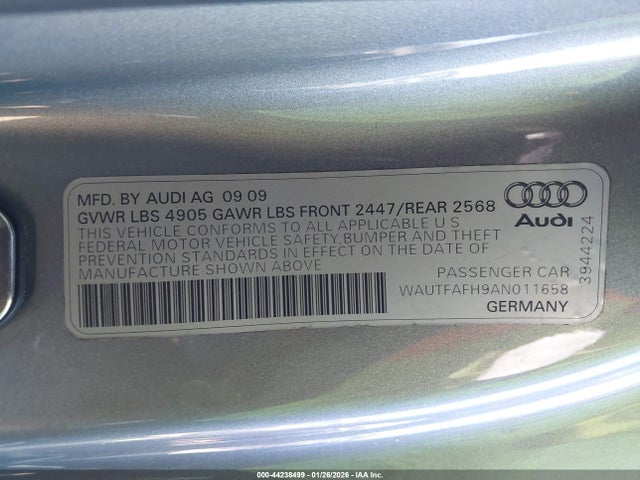 MFD. BY AUDI AG 09 09
GVWR LBS 4905 GAWR LBS FRONT 2447/REAR 2568
THIS VEHICLE CONFORMS TO ALL APPLICABLE U S
FEDERAL MOTOR VEHICLE SAFETY,BUMPER AND THEFT
PREVENTION STANDARDS IN EFFECT ON THE DATE OF
MANUFACTURE SHOWN ABOVE
Audi
3944224
PASSENGER CAR
WAUTFAFH9AN011658
GERMANY
000-44238499 | 01/26/2026 | IAA Inc.